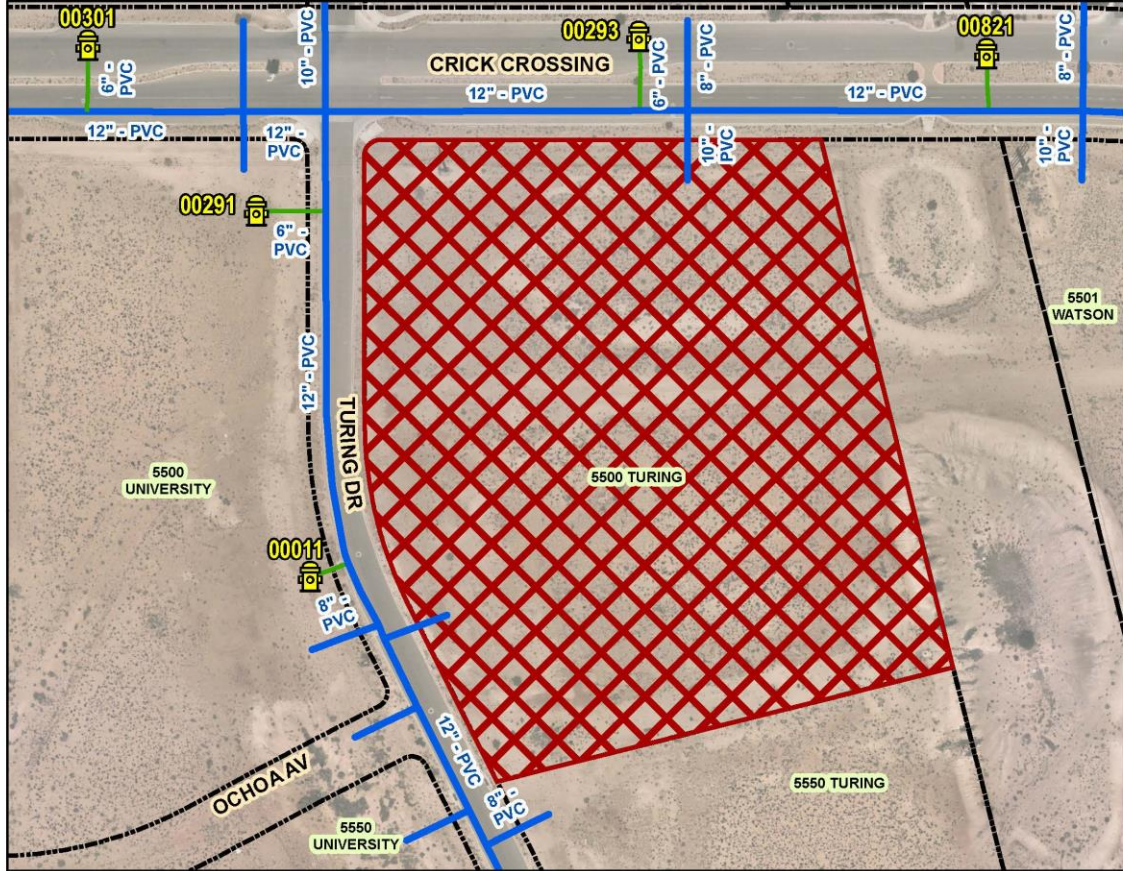 00301
00293
00821
CRICK CROSSING
6" -
PVC
10" - PVC
12" - PVC
6" - PVC
8" - PVC
12" - PVC
8" - PVC
12" - PVC
12" -
PVC
10" -
PVC
10" -
PVC
00291
6" -
PVC
5501
WATSON
12" - PVC
TURING DR
5500
UNIVERSITY
5500 TURING
00011
8" -
PVC
12" - PVC
OCHOA AV
8" -
PVC
5550 TURING
5550
UNIVERSITY